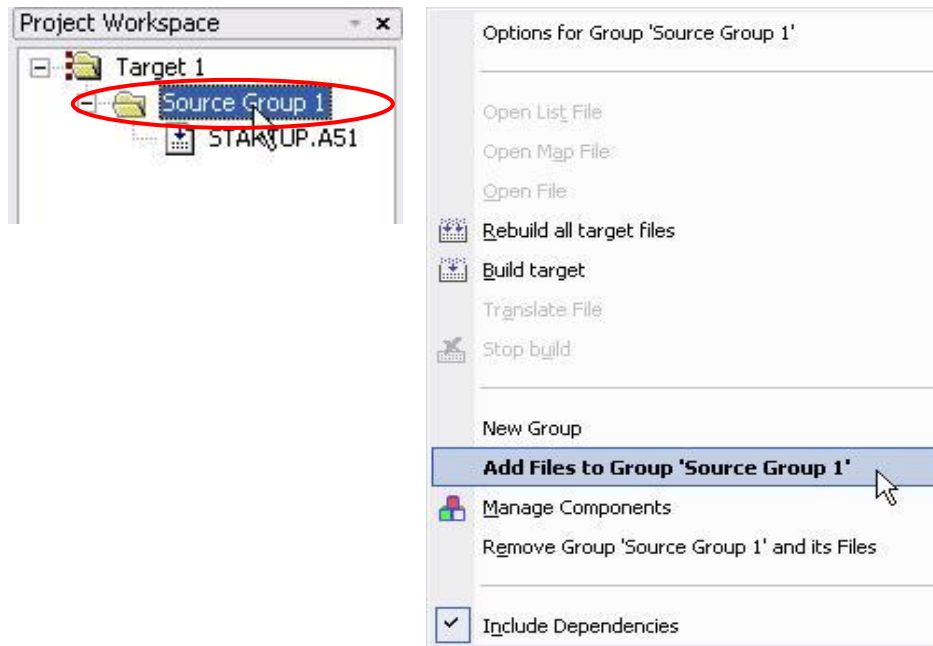 Project Workspace
Target 1
Source Group 1
STARTUP.A51
Options for Group 'Source Group 1'
Open List File
Open Map File
Open File
Rebuild all target files
Build target
Translate File
Stop build
New Group
Add Files to Group 'Source Group 1'
Manage Components
Remove Group 'Source Group 1' and its Files
Include Dependencies